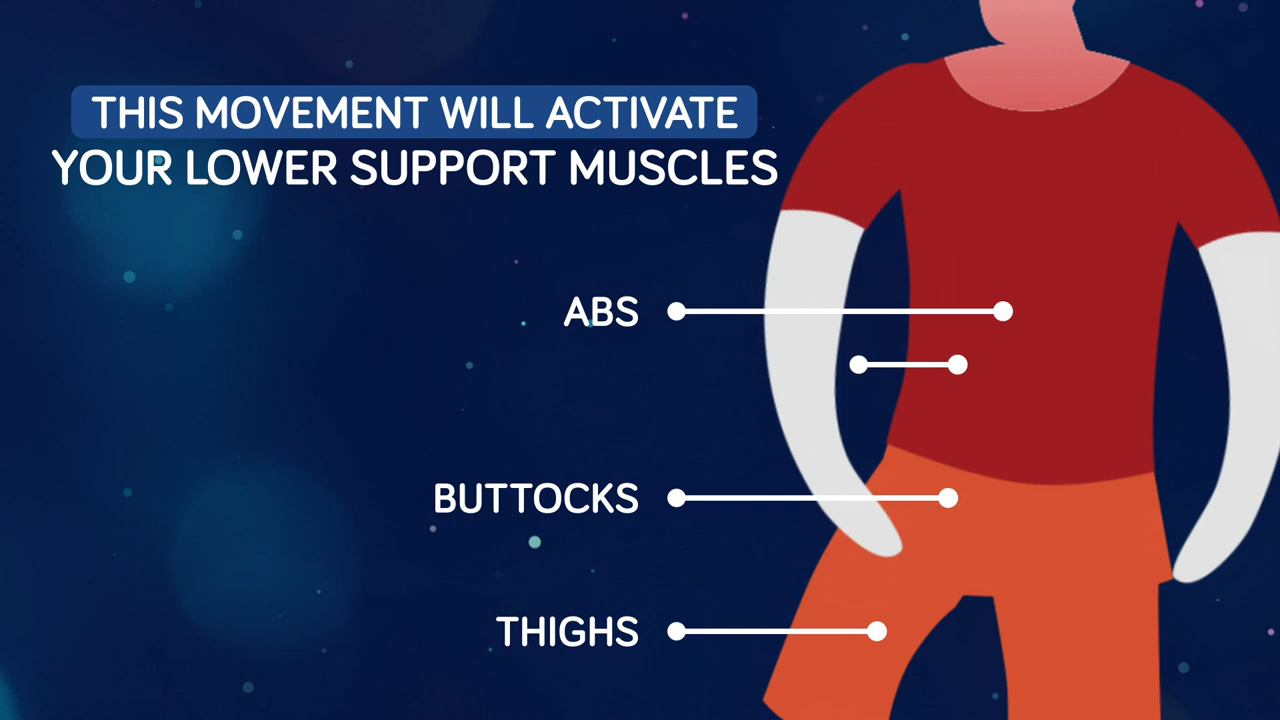 THIS MOVEMENT WILL ACTIVATE
YOUR LOWER SUPPORT MUSCLES
ABS
BUTTOCKS
THIGHS